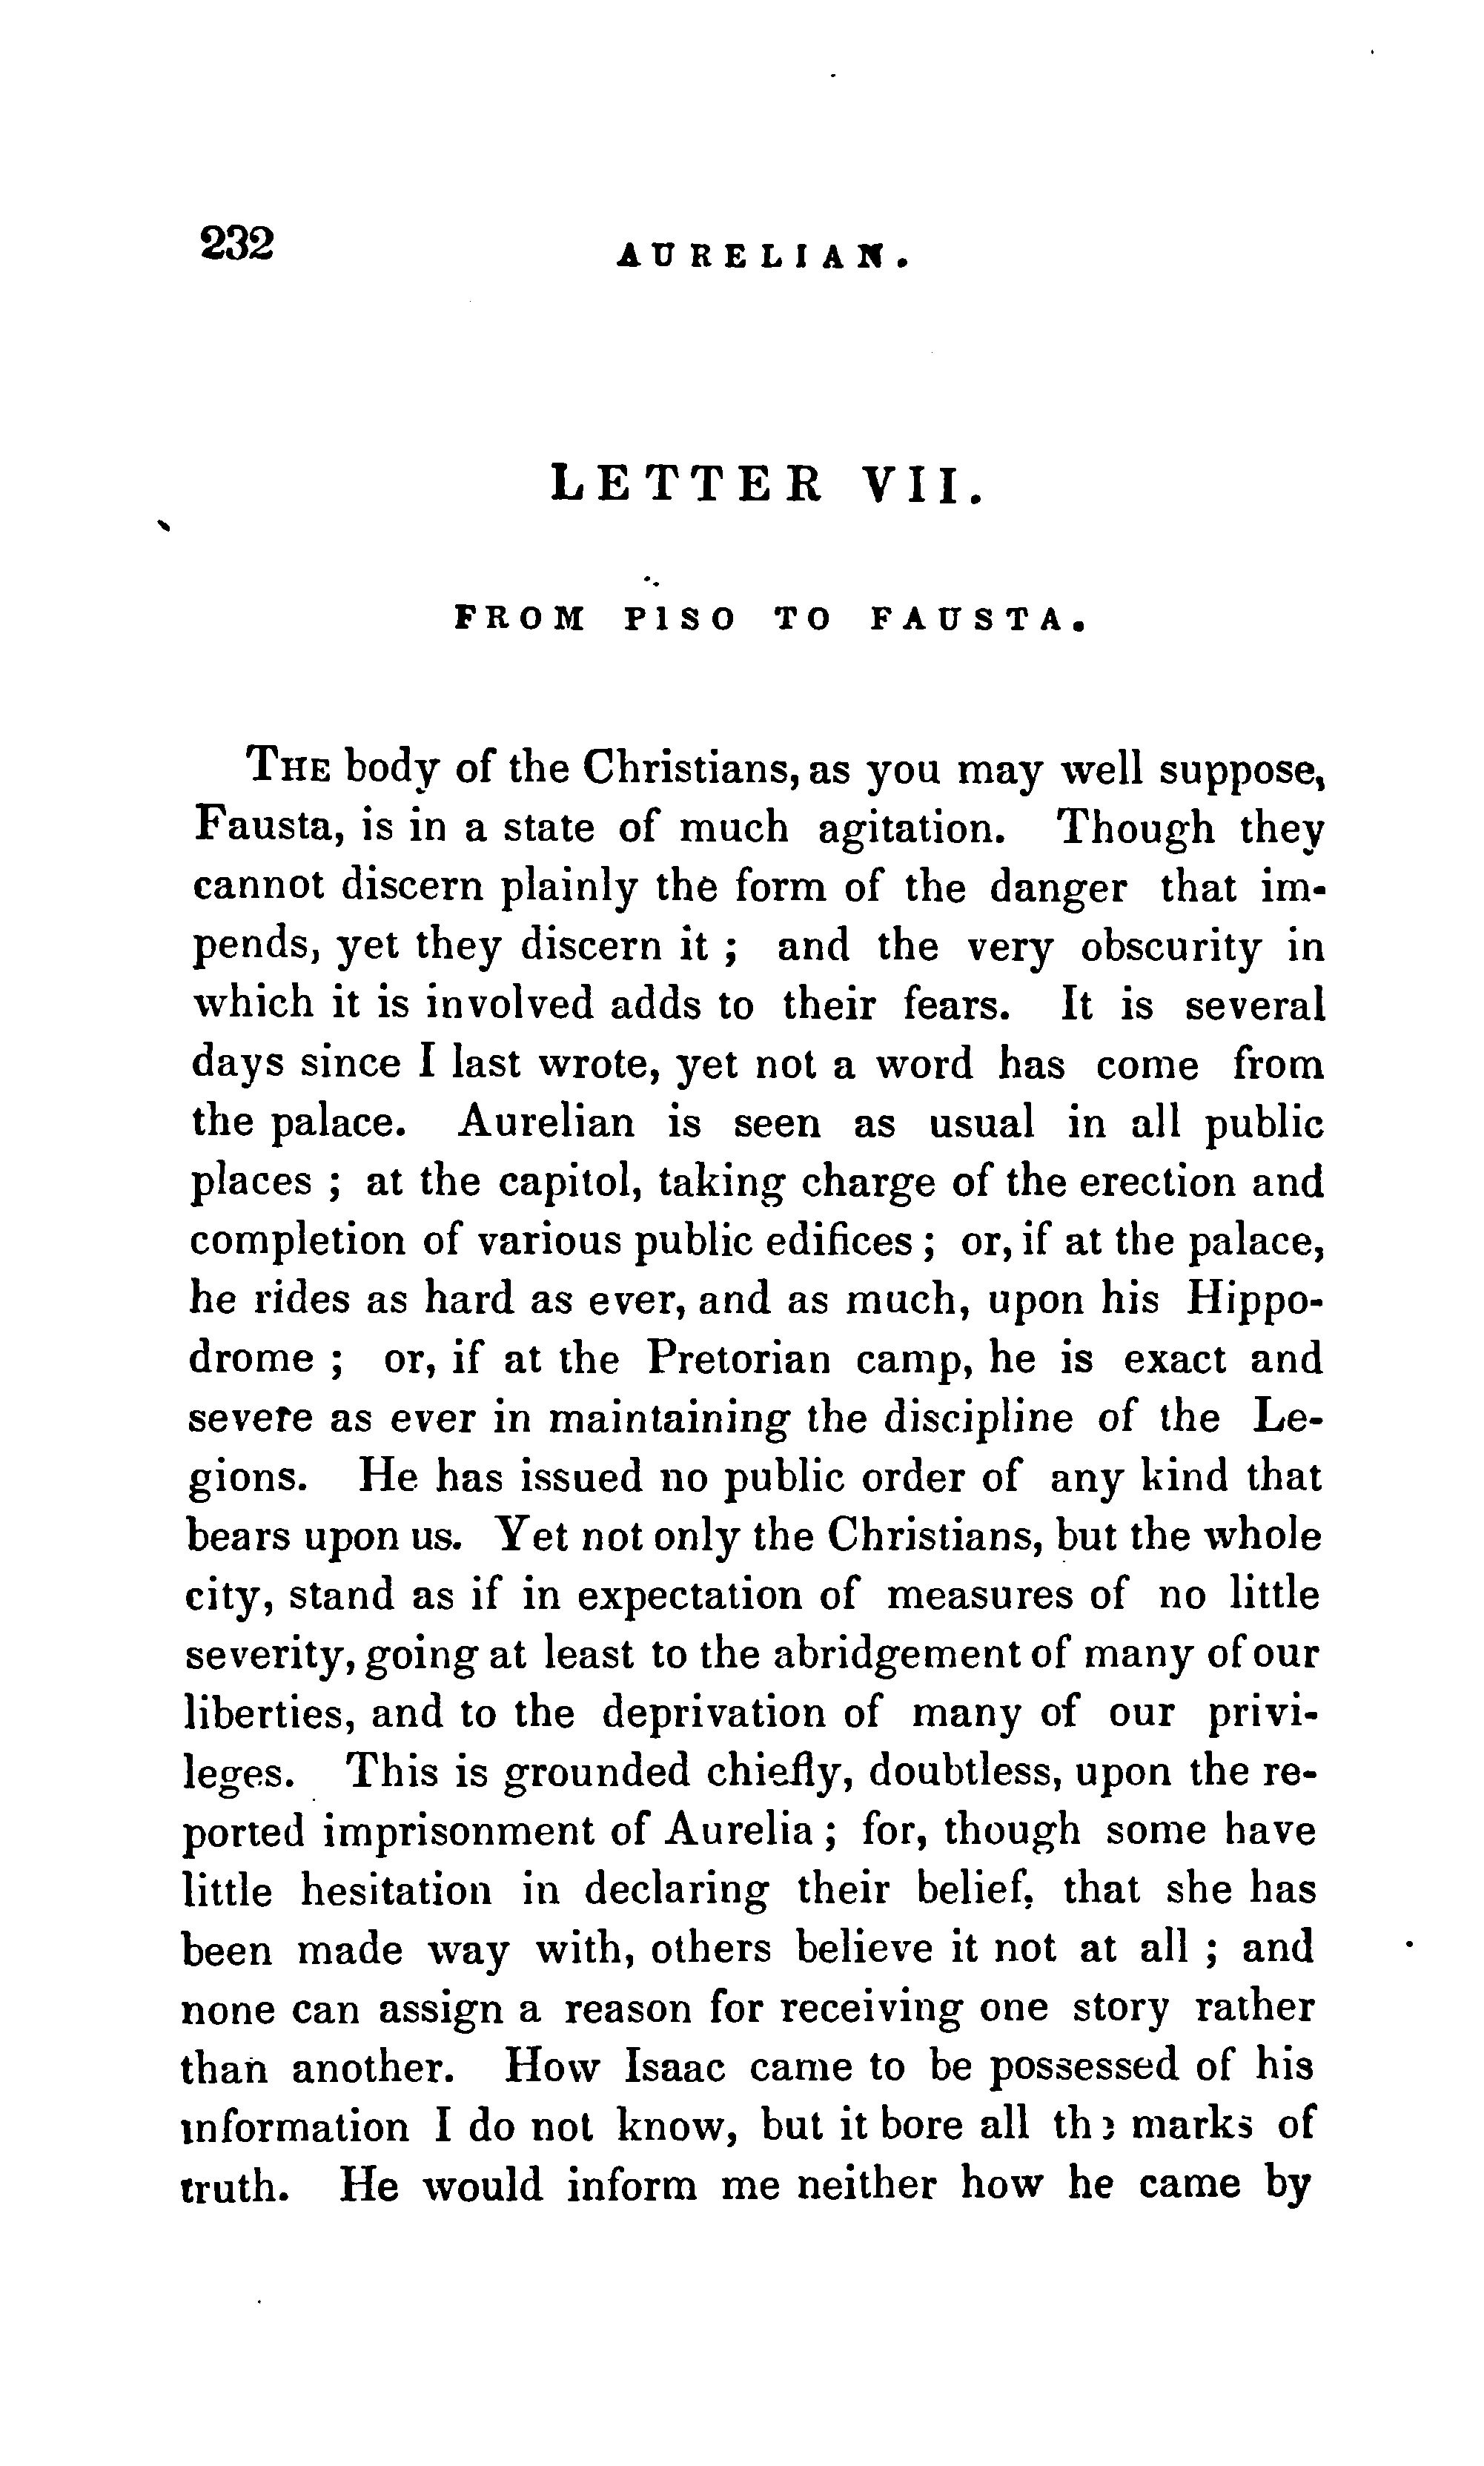 232
AURELIAN.
LETTER VII.
FROM PISO TO FAUSTA.
THE body of the Christians, as you may well suppose,
Fausta, is in a state of much agitation. Though they
cannot discern plainly the form of the danger that im-
pends, yet they discern it ; and the very obscurity in
which it is involved adds to their fears. It is several
days since I last wrote, yet not a word has come from
the palace. Aurelian is seen as usual in all public
places ; at the capitol, taking charge of the erection and
completion of various public edifices ; or, if at the palace,
he rides as hard as ever, and as much, upon his Hippo-
drome ; or, if at the Pretorian camp, he is exact and
severe as ever in maintaining the discipline of the Le-
gions. He has issued no public order of any kind that
bears upon us. Yet not only the Christians, but the whole
city, stand as if in expectation of measures of no little
severity, going at least to the abridgement of many of our
liberties, and to the deprivation of many of our privi-
leges. This is grounded chiefly, doubtless, upon the re-
ported imprisonment of Aurelia ; for, though some have
little hesitation in declaring their belief, that she has
been made way with, others believe it not at all ; and
none can assign a reason for receiving one story rather
than another. How Isaac came to be possessed of his
information I do not know, but it bore all the marks of
truth. He would inform me neither how he came by